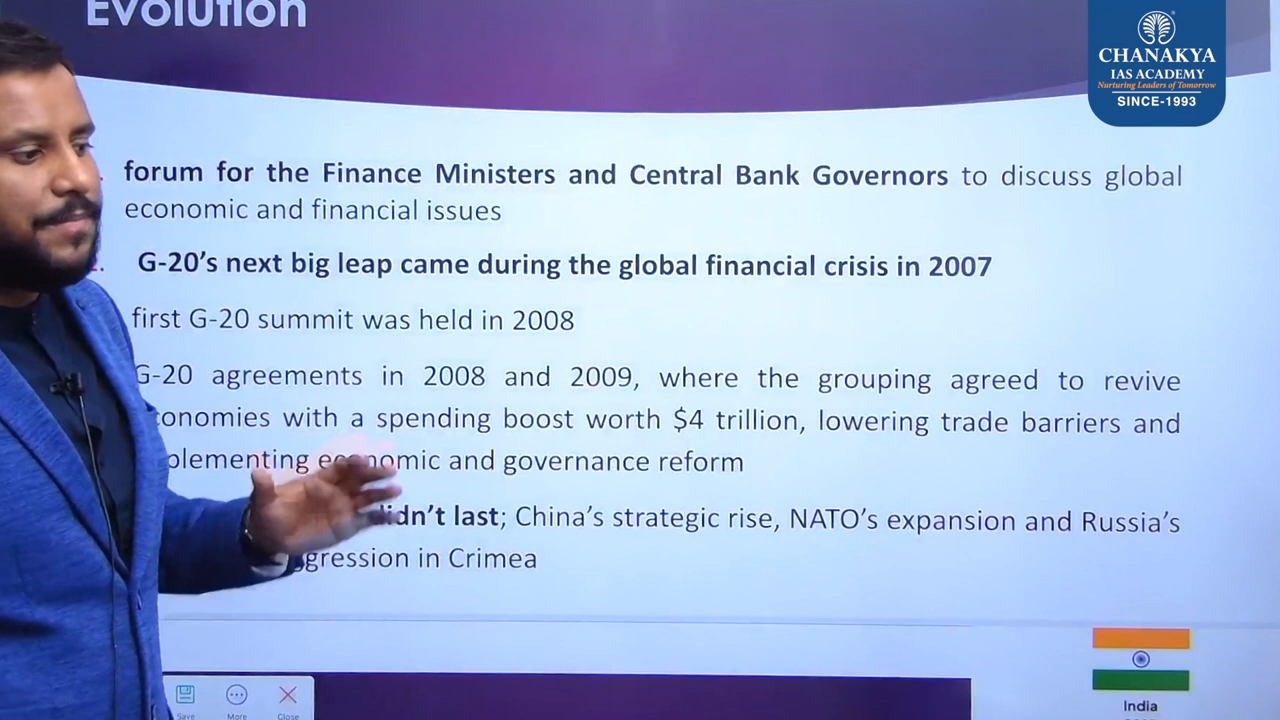 Evolution
CHANAKYA
IAS ACADEMY
Nurturing Leaders of Tomorrow
SINCE-1993
forum for the Finance Ministers and Central Bank Governors to discuss global
economic and financial issues
G-20's next big leap came during the global financial crisis in 2007
first G-20 summit was held in 2008
G-20 agreements in 2008 and 2009, where the grouping agreed to revive
with a spending boost worth $4 trillion, lowering trade barriers and
economic and governance reform
didn't last; China's strategic rise, NATO's expansion and Russia's
in Crimea
Save
More
Close
India